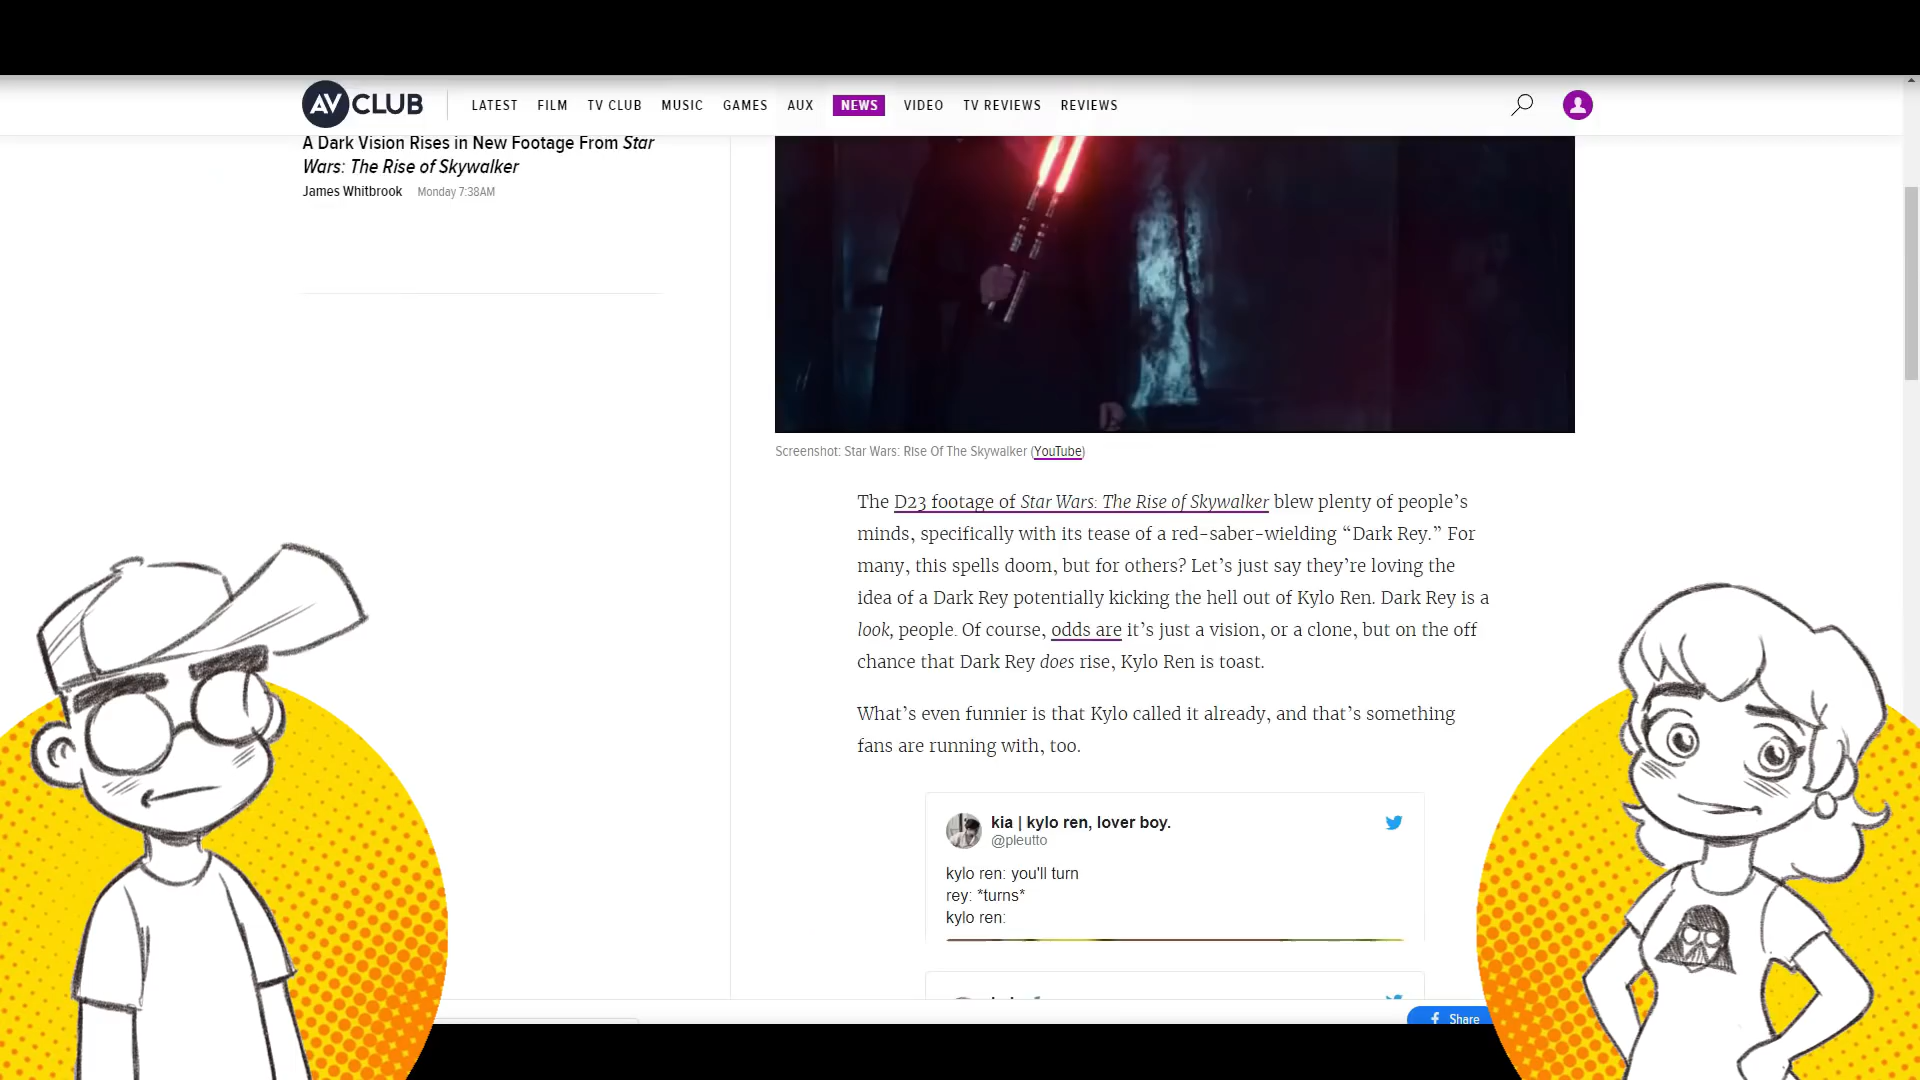 AV CLUB
LATEST FILM TV CLUB MUSIC GAMES AUX NEWS VIDEO TV REVIEWS REVIEWS
A Dark Vision Rises in New Footage From Star
Wars: The Rise of Skywalker
James Whitbrook Monday 7:38AM
Screenshot: Star Wars: Rise Of The Skywalker (YouTube)
The D23 footage of Star Wars: The Rise of Skywalker blew plenty of people’s
minds, specifically with its tease of a red-saber-wielding “Dark Rey.” For
many, this spells doom, but for others? Let’s just say they’re loving the
idea of a Dark Rey potentially kicking the hell out of Kylo Ren. Dark Rey is a
look, people. Of course, odds are it’s just a vision, or a clone, but on the off
chance that Dark Rey does rise, Kylo Ren is toast.
What’s even funnier is that Kylo called it already, and that’s something
fans are running with, too.
kia | kylo ren, lover boy.
@pleutto
kylo ren: you'll turn
rey: *turns*
kylo ren:
Share